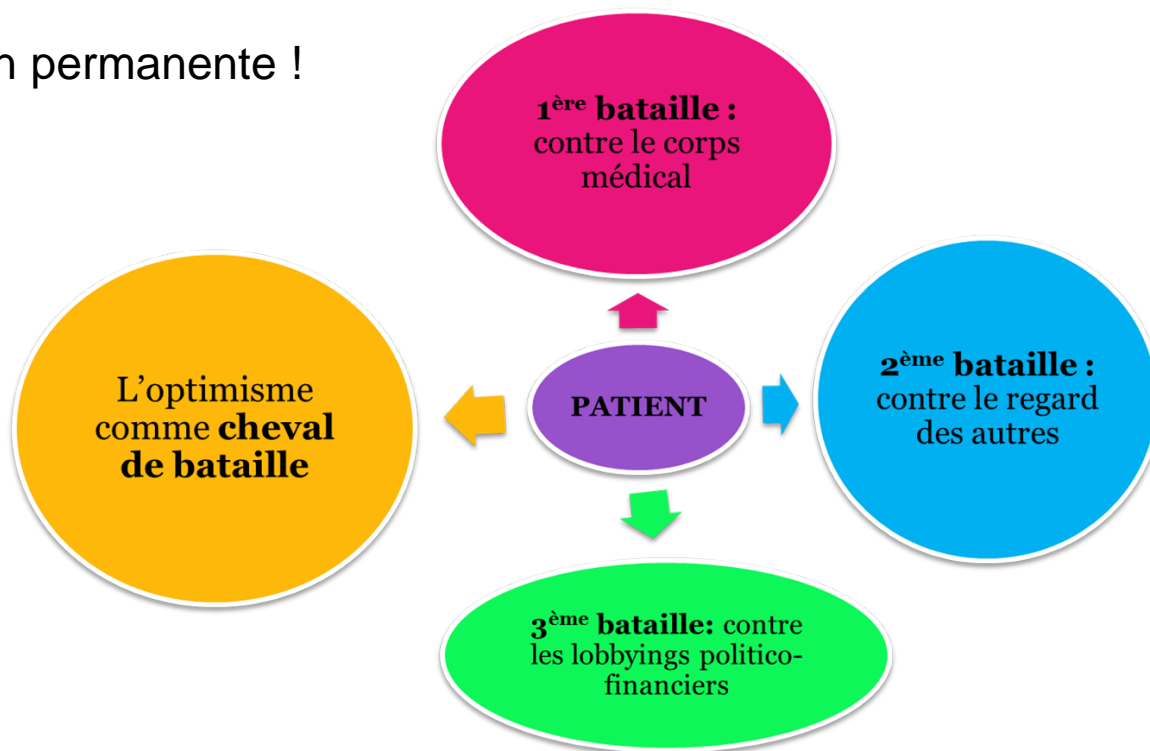 n permanente !
1ère bataille :
contre le corps
médical
L’optimisme
comme cheval
de bataille
PATIENT
2ème bataille :
contre le regard
des autres
3ème bataille: contre
les lobbyings politico-
financiers